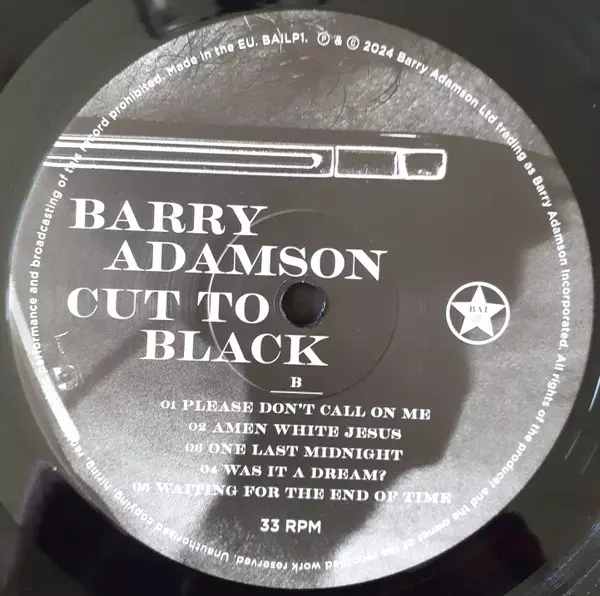 BARRY
ADAMSON
CUT TO
BLACK
B
01 PLEASE DON'T CALL ON ME
02 AMEN WHITE JESUS
06 ONE LAST MIDNIGHT
04 WAS IT A DREAM?
05 WAITING FOR THE END OF TIME
33 RPM
BAI
Made in the EU. BAILP1. ℗ & © 2024 Barry Adamson Ltd trading as Barry Adamson Incorporated. All rights of the producer and the owner of the recorded work reserved. Unauthorised copying, hiring, performance and broadcasting of this record prohibited.